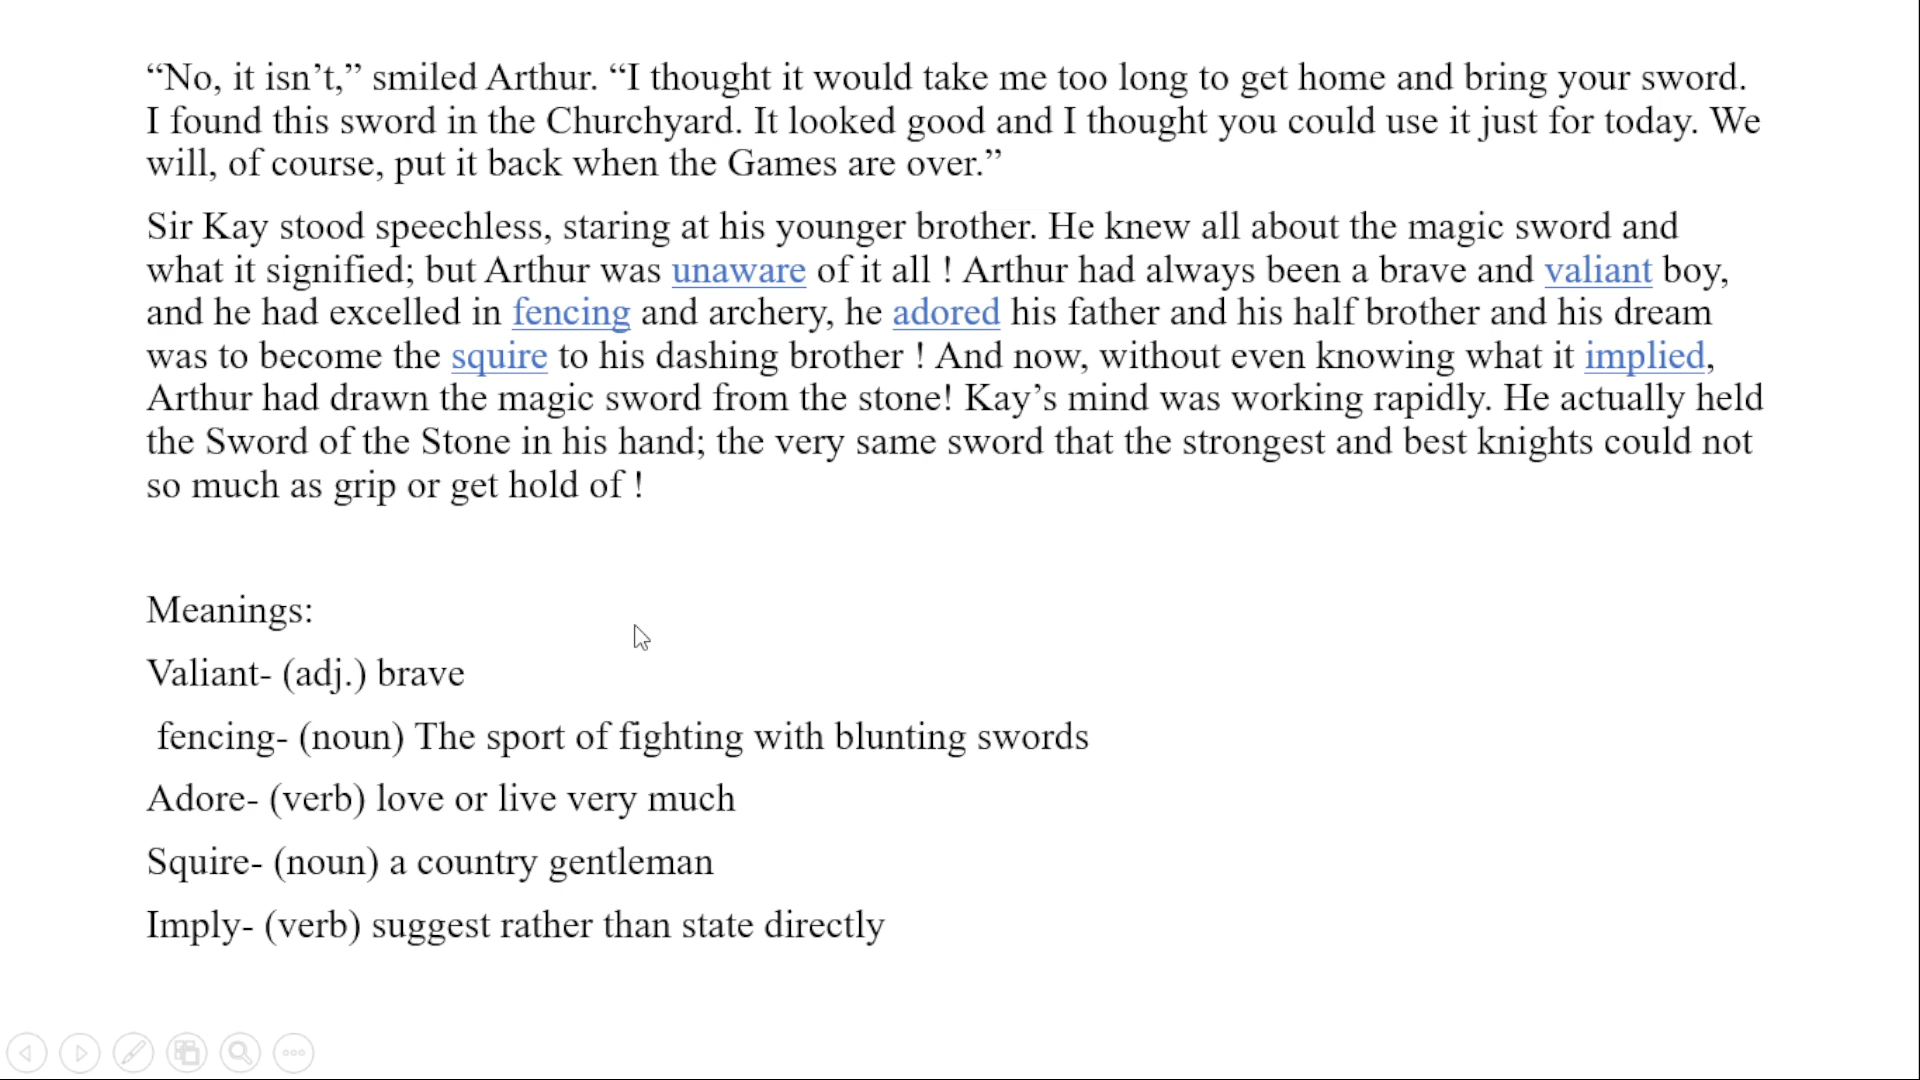 “No, it isn’t,” smiled Arthur. “I thought it would take me too long to get home and bring your sword.
I found this sword in the Churchyard. It looked good and I thought you could use it just for today. We
will, of course, put it back when the Games are over.”
Sir Kay stood speechless, staring at his younger brother. He knew all about the magic sword and
what it signified; but Arthur was unaware of it all ! Arthur had always been a brave and valiant boy,
and he had excelled in fencing and archery, he adored his father and his half brother and his dream
was to become the squire to his dashing brother ! And now, without even knowing what it implied,
Arthur had drawn the magic sword from the stone! Kay’s mind was working rapidly. He actually held
the Sword of the Stone in his hand; the very same sword that the strongest and best knights could not
so much as grip or get hold of !
Meanings:
Valiant- (adj.) brave
fencing- (noun) The sport of fighting with blunting swords
Adore- (verb) love or live very much
Squire- (noun) a country gentleman
Imply- (verb) suggest rather than state directly